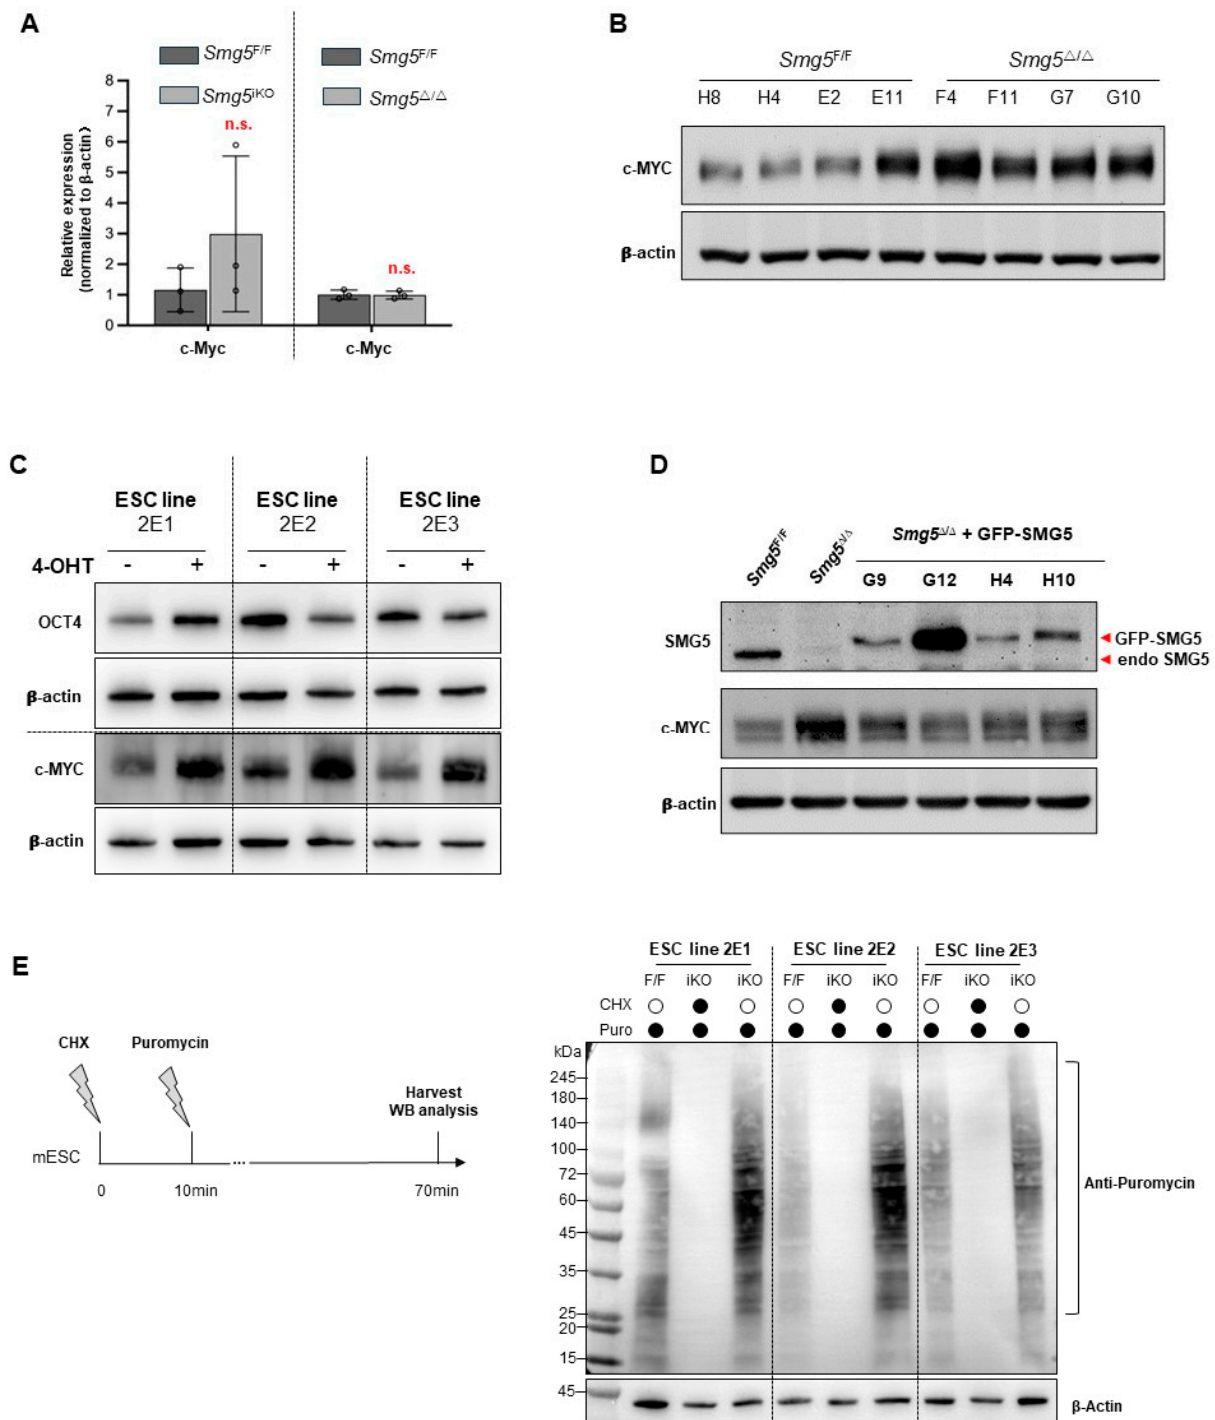 A
Smg5F/F
Smg5iKO
Smg5F/F
Smg5△/△
Relative expression
(normalized to β-actin)
8
7
6
5
4
3
2
1
0
n.s.
n.s.
c-Myc
c-Myc
B
Smg5F/F
Smg5△/△
H8 H4 E2 E11 F4 F11 G7 G10
c-MYC
β-actin
C
ESC line
2E1
ESC line
2E2
ESC line
2E3
4-OHT - + - + - +
OCT4
β-actin
c-MYC
β-actin
D
Smg5F/F
Smg5Δ/Δ
Smg5Δ/Δ + GFP-SMG5
G9 G12 H4 H10
SMG5
GFP-SMG5
endo SMG5
c-MYC
β-actin
E
CHX
Puromycin
Harvest
WB analysis
mESC
...
0 10min 70min
ESC line 2E1 ESC line 2E2 ESC line 2E3
F/F iKO iKO F/F iKO iKO F/F iKO iKO
CHX
Puro
kDa
245
180
140
100
72
60
45
35
25
20
15
45
Anti-Puromycin
β-Actin